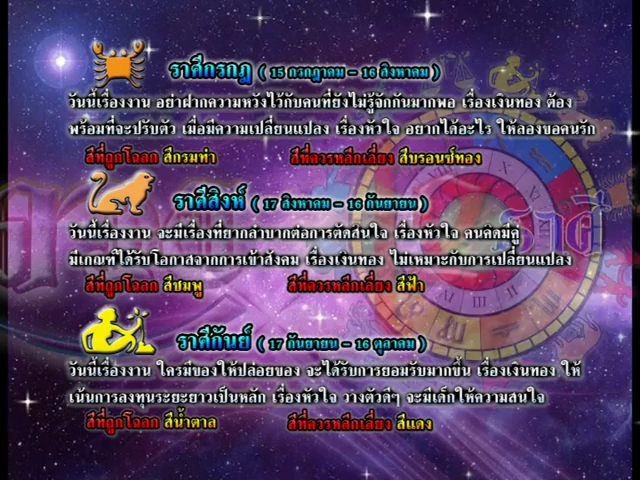 ราศีกรกฎ ( 15 กรกฎาคม - 16 สิงหาคม )
วันนี้เรื่องงาน อย่าฝากความหวังไว้กับคนที่ยังไม่รู้จักกันมากพอ เรื่องเงินทอง ต้อง
พร้อมที่จะปรับตัว เมื่อมีความเปลี่ยนแปลง เรื่องหัวใจ อยากได้อะไร ให้ลองขอคนรัก
สีที่ถูกโฉลก สีกรมท่า สีที่ควรหลีกเลี่ยง สีบรอนซ์ทอง
ราศีสิงห์ ( 17 สิงหาคม - 16 กันยายน )
วันนี้เรื่องงาน จะมีเรื่องที่ยากลำบากต่อการตัดสินใจ เรื่องหัวใจ คนคิดมีคู่
มีเกณฑ์ได้รับโอกาสจากการเข้าสังคม เรื่องเงินทอง ไม่เหมาะกับการเปลี่ยนแปลง
สีที่ถูกโฉลก สีชมพู สีที่ควรหลีกเลี่ยง สีฟ้า
ราศี
ราศีกันย์ ( 17 กันยายน - 16 ตุลาคม )
วันนี้เรื่องงาน ใครมีของให้ปล่อยของ จะได้รับการยอมรับมากขึ้น เรื่องเงินทอง ให้
เน้นการลงทุนระยะยาวเป็นหลัก เรื่องหัวใจ วางตัวดีๆ จะมีเด็กให้ความสนใจ
สีที่ถูกโฉลก สีน้ำตาล สีที่ควรหลีกเลี่ยง สีแดง